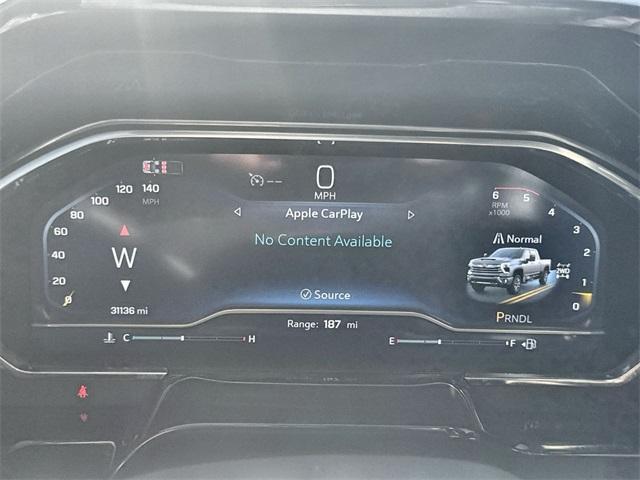 0
MPH
Apple CarPlay
No Content Available
Source
Range: 187 mi
140
MPH
120
100
80
60
40
20
0
W
31136 mi
C H
E F
6 5 4
RPM
x1000
3
2
1
0
Normal
2WD
PRNDL